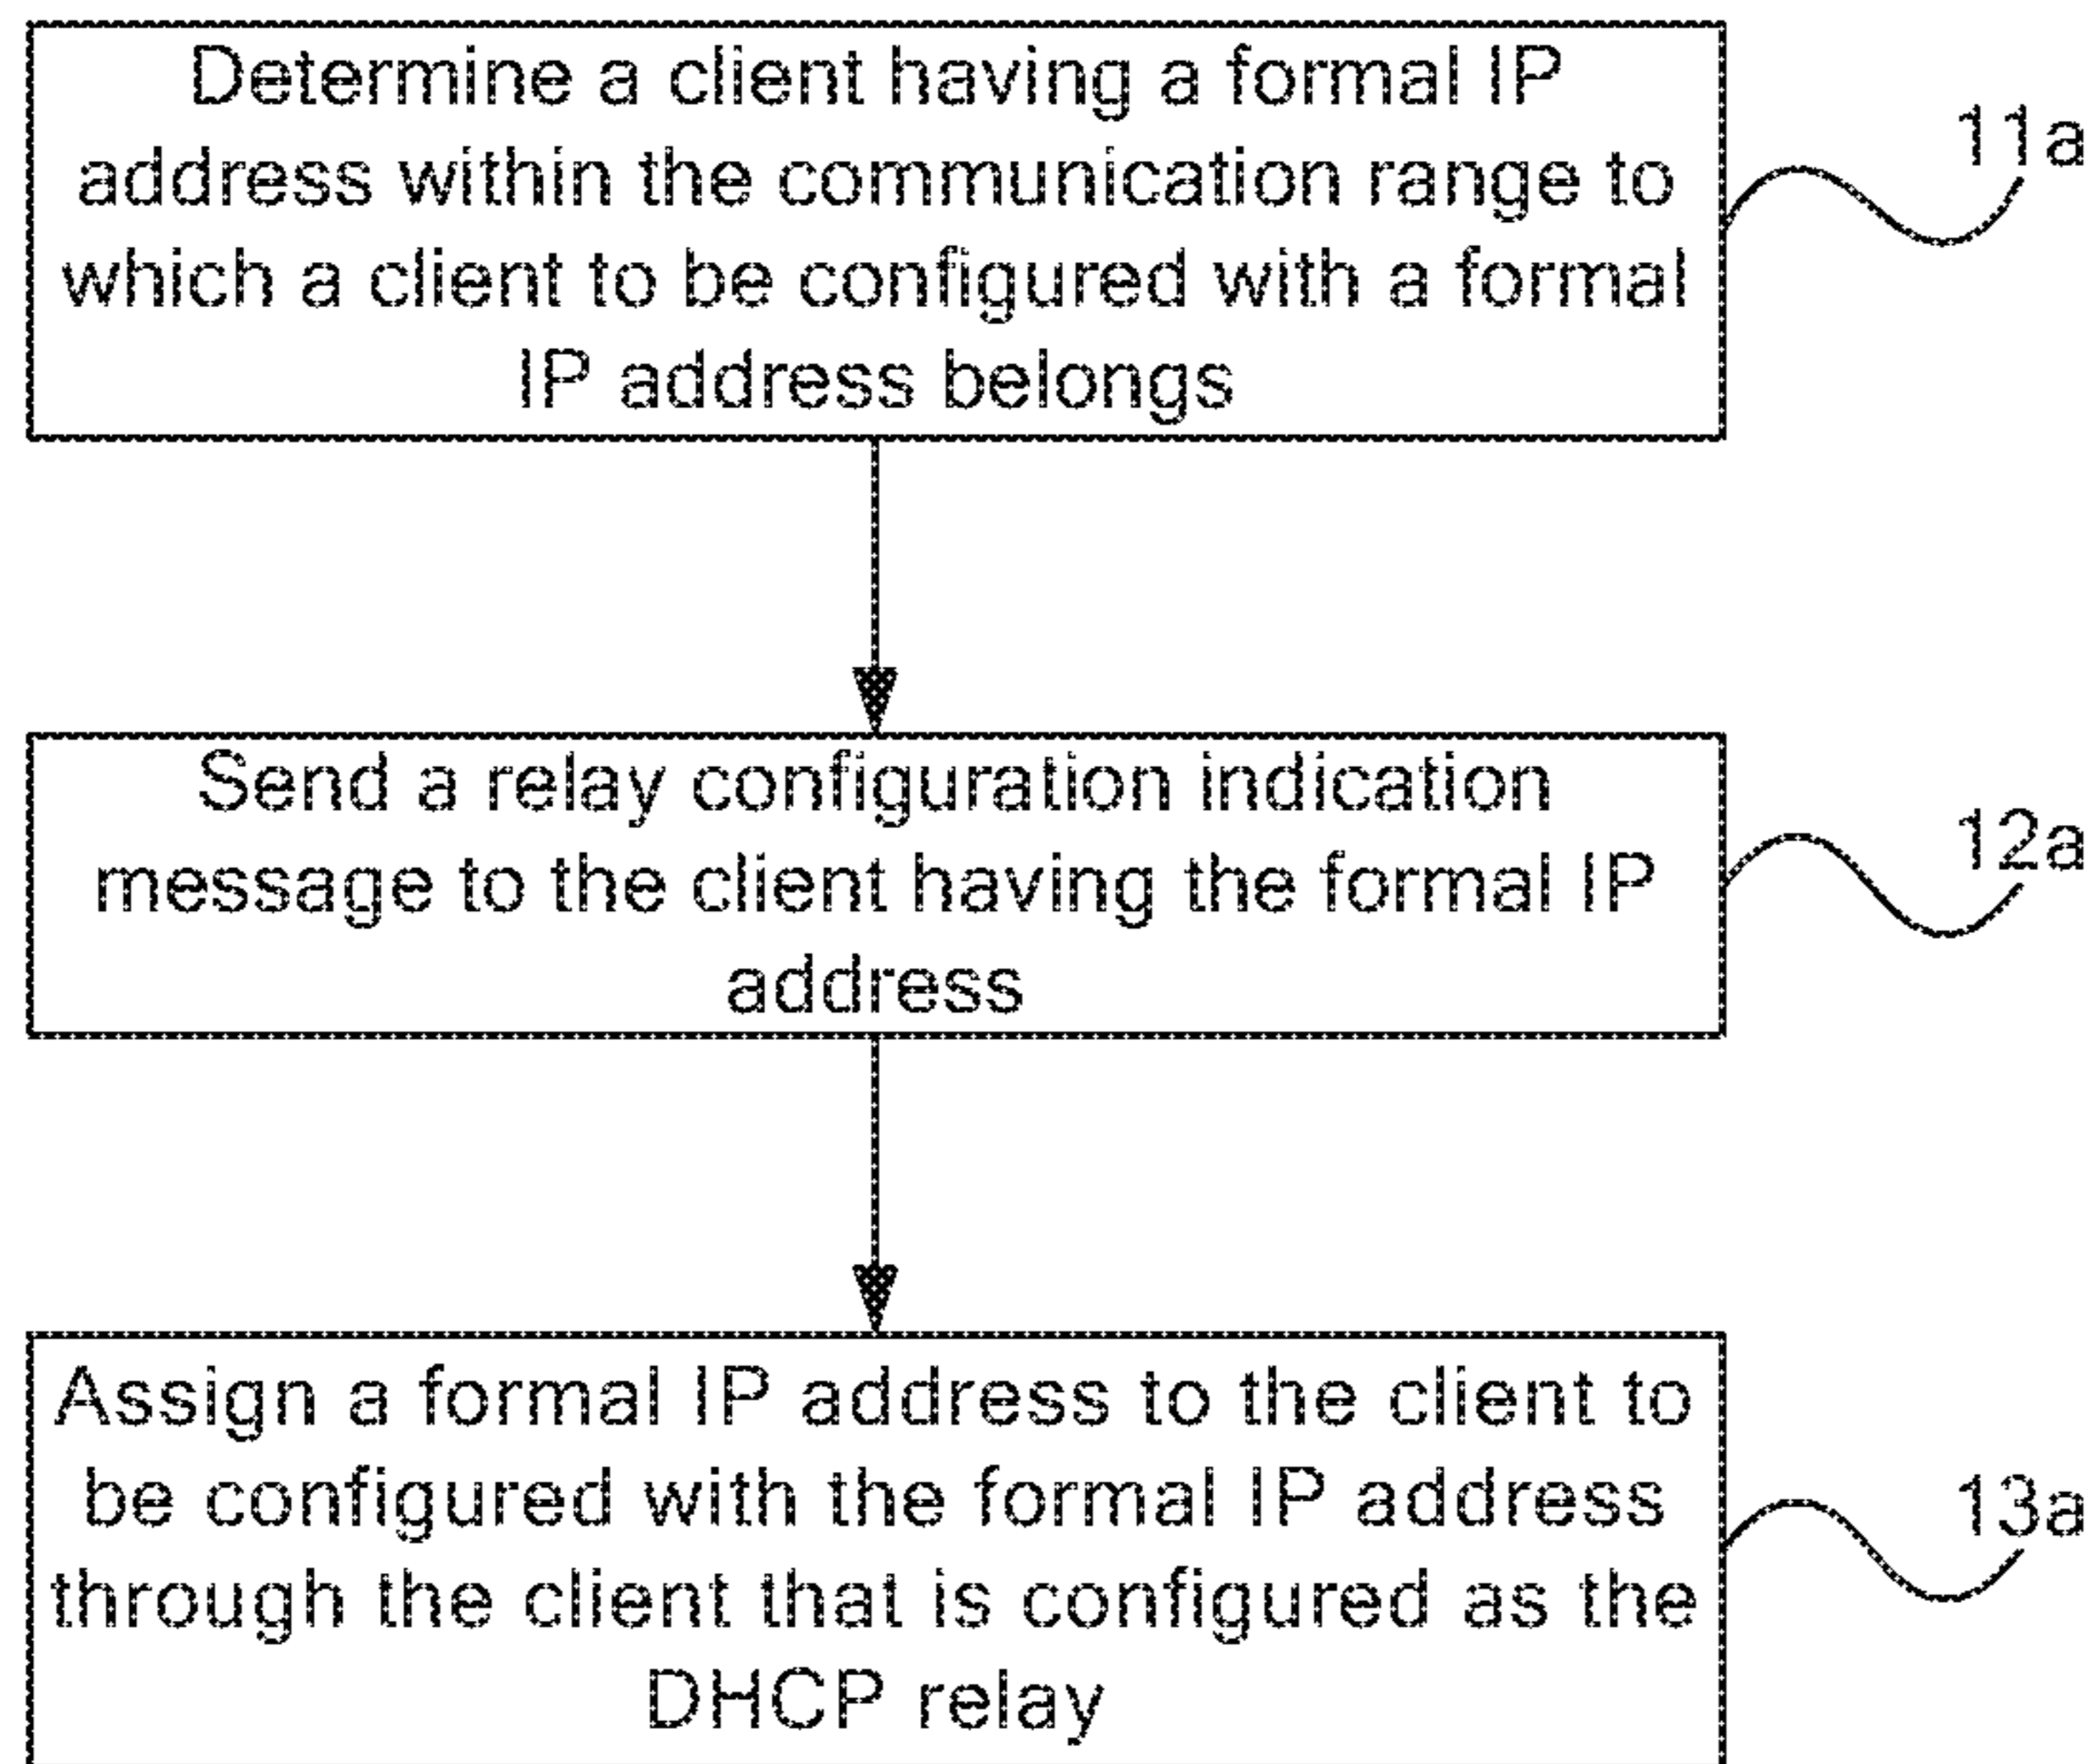 Determine a client having a formal IP
address within the communication range to
which a client to be configured with a formal
IP address belongs
11a
Send a relay configuration indication
message to the client having the formal IP
address
12a
Assign a formal IP address to the client to
be configured with the formal IP address
through the client that is configured as the
DHCP relay
13a